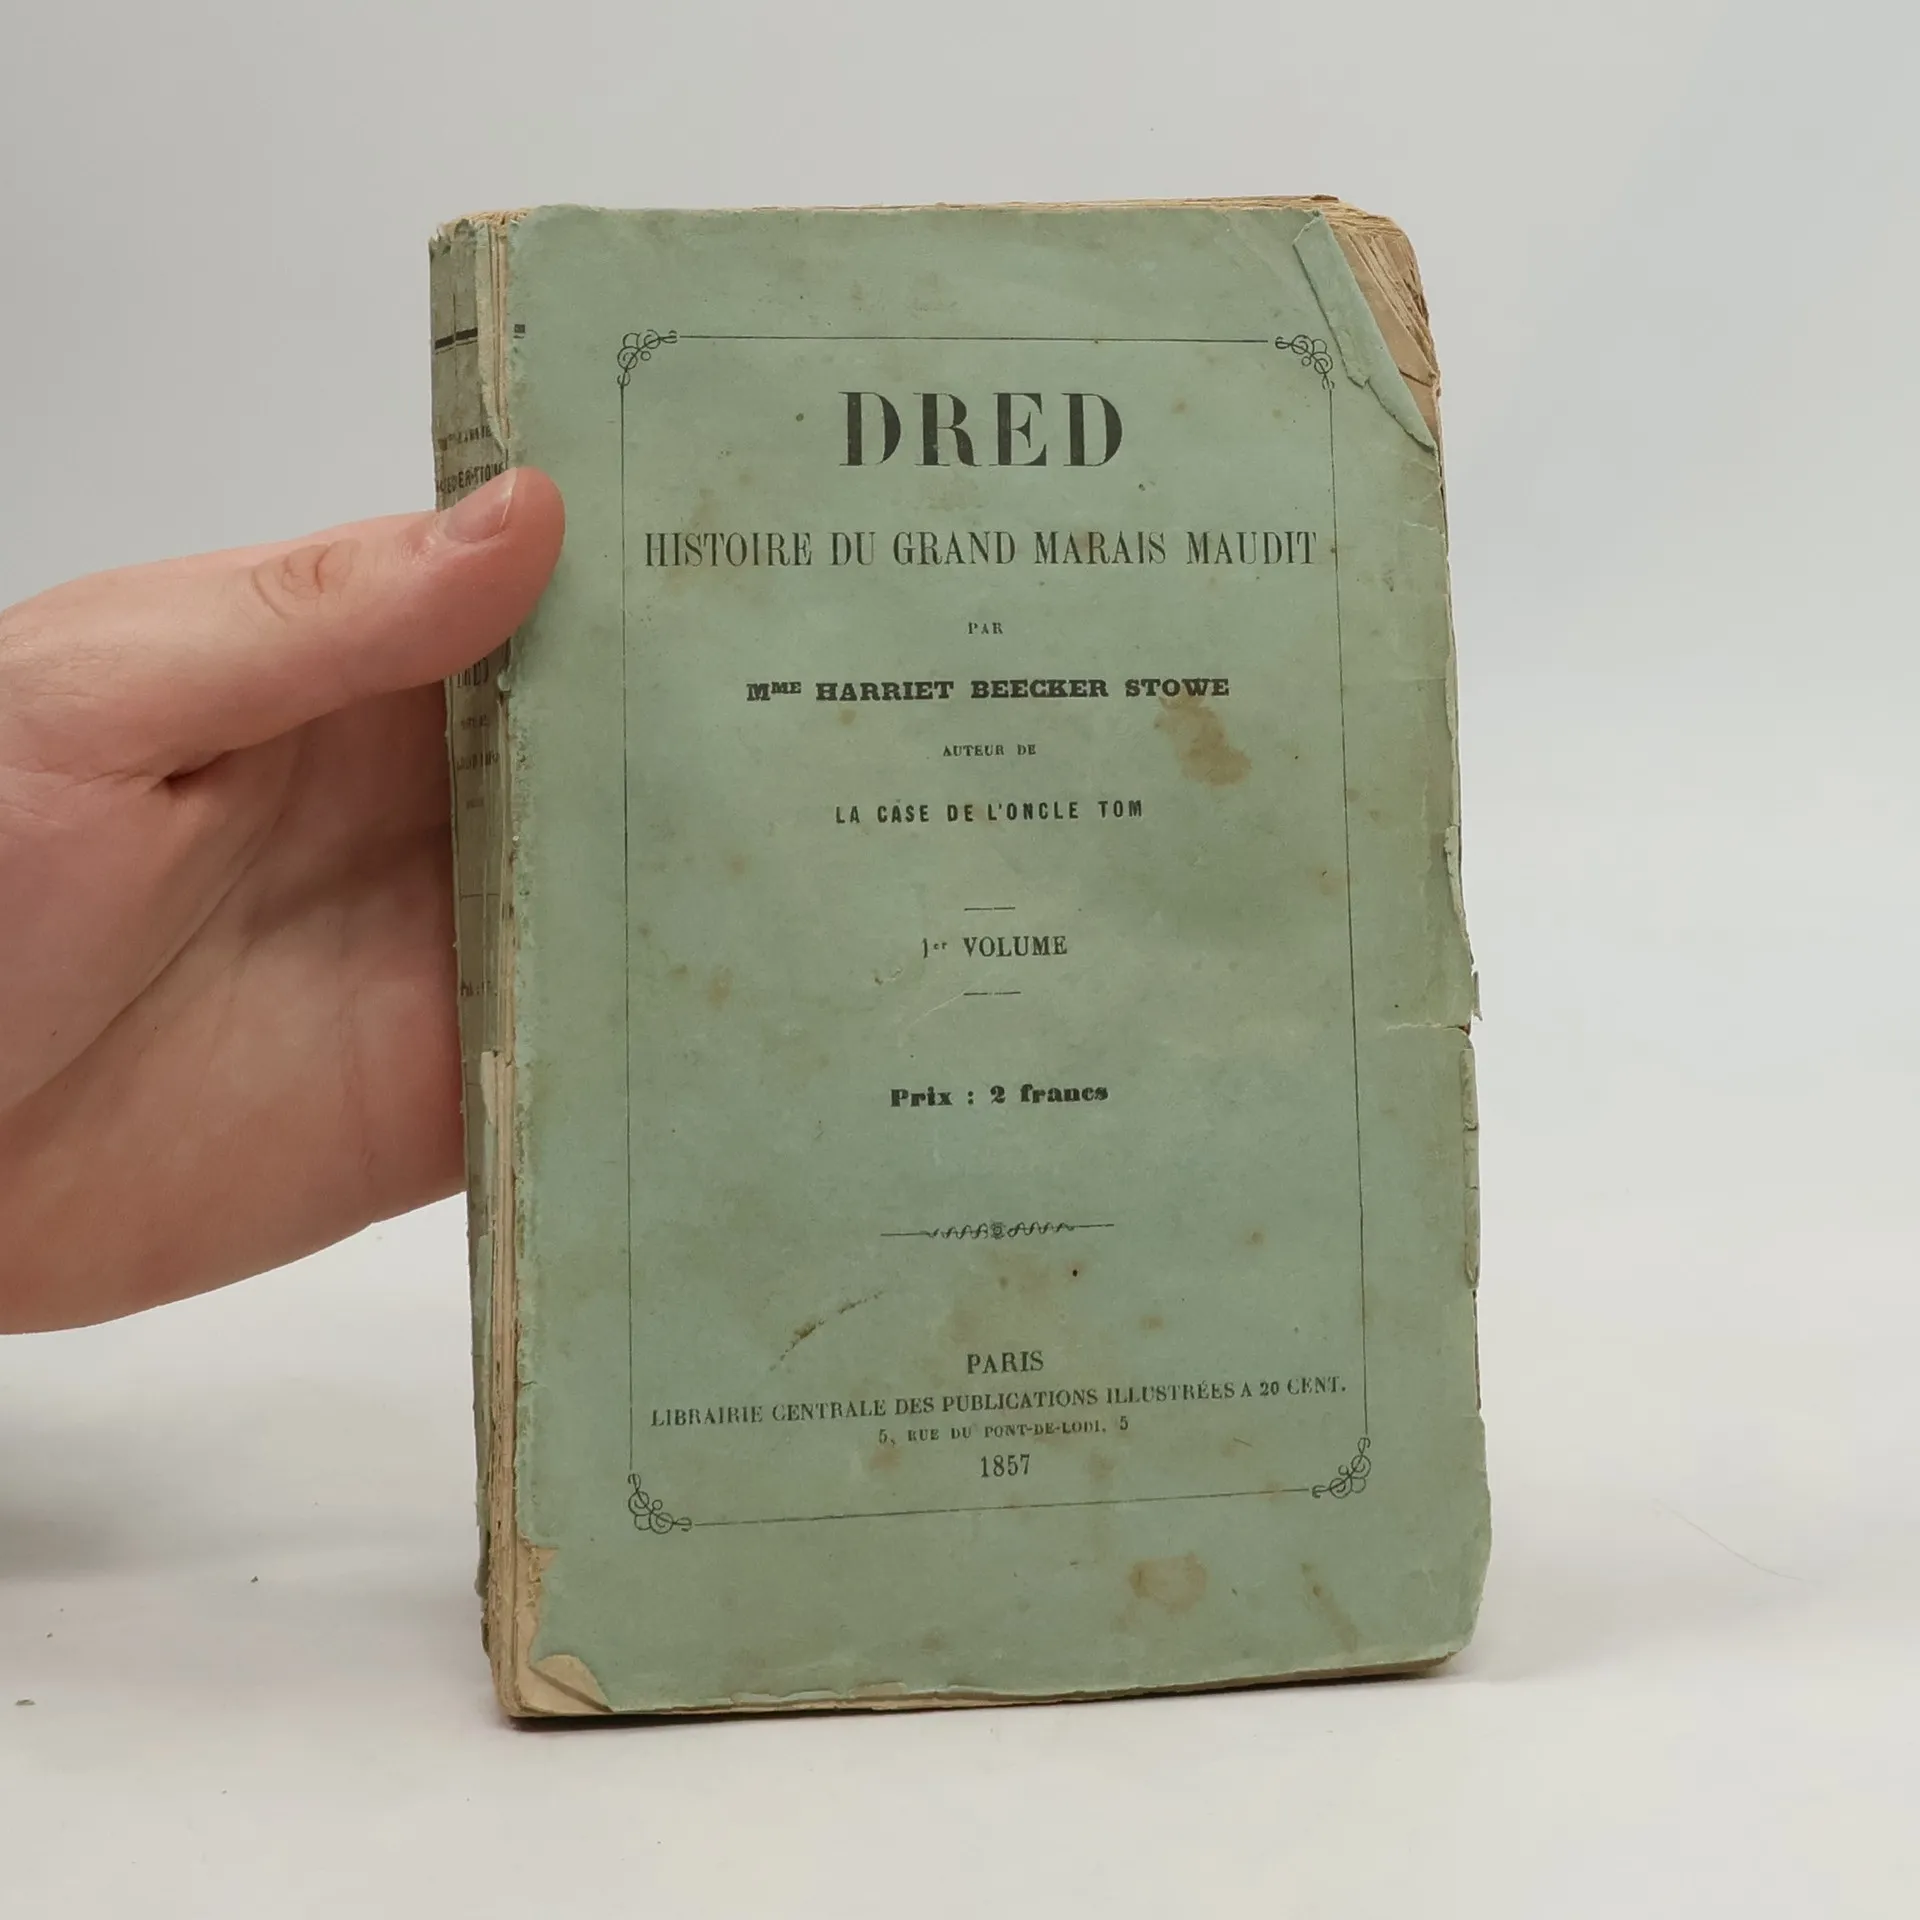 DRED
HISTOIRE DU GRAND MARAIS MAUDIT
PAR
MME HARRIET BEECKER STOWE
AUTEUR DE
LA CASE DE L'ONCLE TOM
1er VOLUME
Prix : 2 francs
PARIS
LIBRAIRIE CENTRALE DES PUBLICATIONS ILLUSTRÉES A 20 CENT.
5, RUE DU PONT-DE-LODI, 5
1857